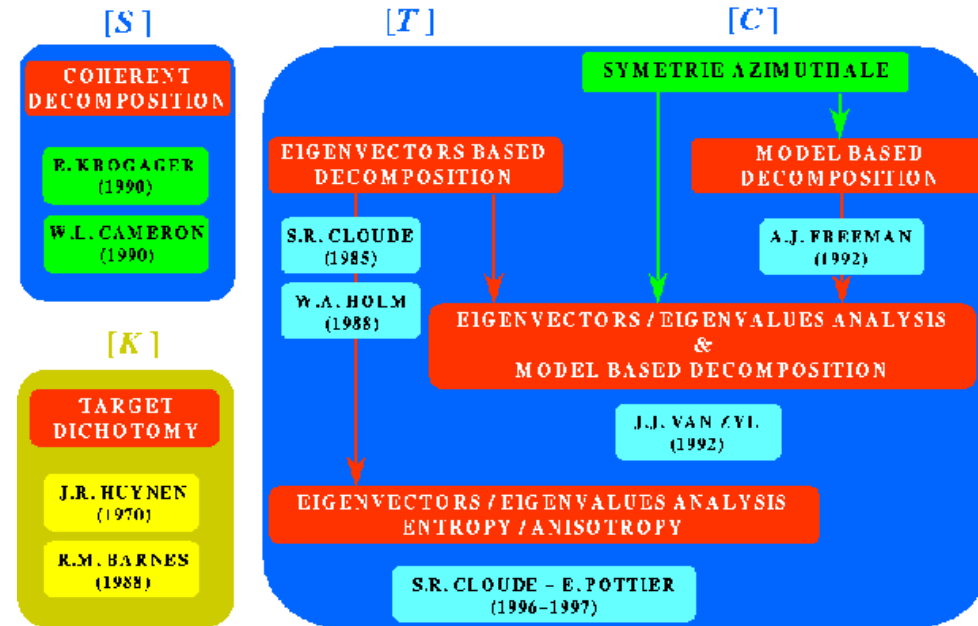 [S]
COHERENT
DECOMPOSITION
E. KROGAGER
(1990)
W.L. CAMERON
(1990)
[K]
TARGET
DICHOTOMY
J.R. HUYNEN
(1970)
R.M. BARNES
(1988)
[T]
[C]
SYMETRIE AZIMUTHALE
EIGENVECTORS BASED
DECOMPOSITION
MODEL BASED
DECOMPOSITION
S.R. CLOUDE
(1985)
A.J. FREEMAN
(1992)
W.A. HOLM
(1988)
EIGENVECTORS / EIGENVALUES ANALYSIS
&
MODEL BASED DECOMPOSITION
J.J. VAN ZYL
(1992)
EIGENVECTORS / EIGENVALUES ANALYSIS
ENTROPY / ANISOTROPY
S.R. CLOUDE – E. POTTIER
(1996-1997)